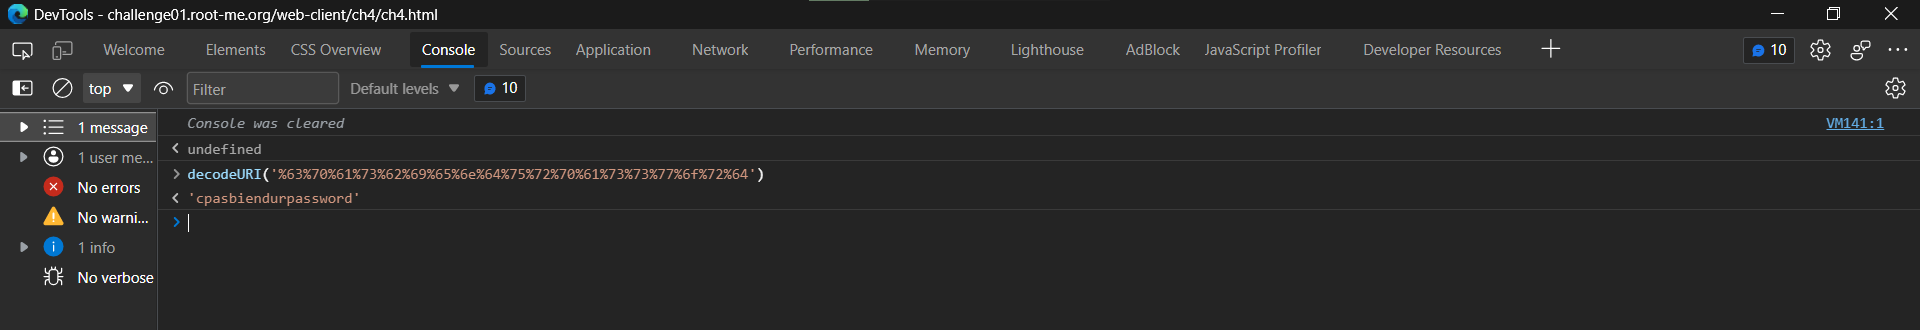 DevTools - challenge01.root-me.org/web-client/ch4/ch4.html
Welcome Elements CSS Overview Console Sources Application Network Performance Memory Lighthouse AdBlock JavaScript Profiler Developer Resources 10
top Filter Default levels 10
1 message
1 user me...
No errors
No warni...
1 info
No verbose
Console was cleared VM141:1
undefined
decodeURI('%63%70%61%73%62%69%65%6e%64%75%72%70%61%73%73%77%6f%72%64')
'cpasbiendurpassword'